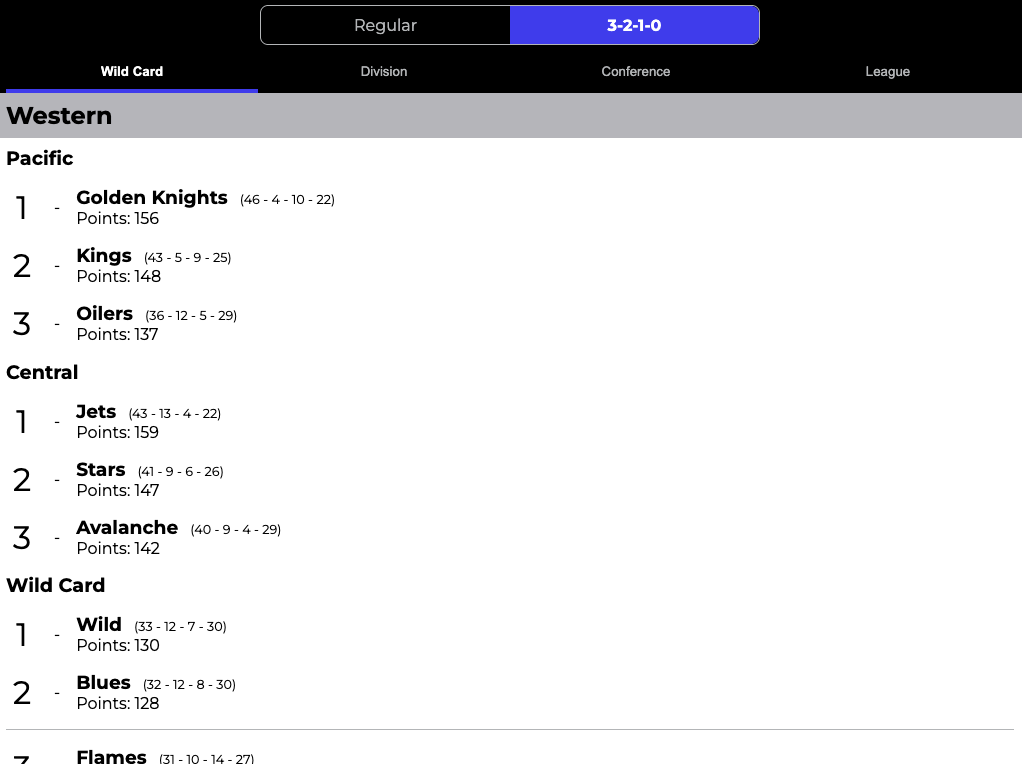 Regular 3-2-1-0
Wild Card Division Conference League
Western
Pacific
1 - Golden Knights (46 - 4 - 10 - 22)
Points: 156
2 - Kings (43 - 5 - 9 - 25)
Points: 148
3 - Oilers (36 - 12 - 5 - 29)
Points: 137
Central
1 - Jets (43 - 13 - 4 - 22)
Points: 159
2 - Stars (41 - 9 - 6 - 26)
Points: 147
3 - Avalanche (40 - 9 - 4 - 29)
Points: 142
Wild Card
1 - Wild (33 - 12 - 7 - 30)
Points: 130
2 - Blues (32 - 12 - 8 - 30)
Points: 128
3 Flames (31 - 10 - 14 - 27)